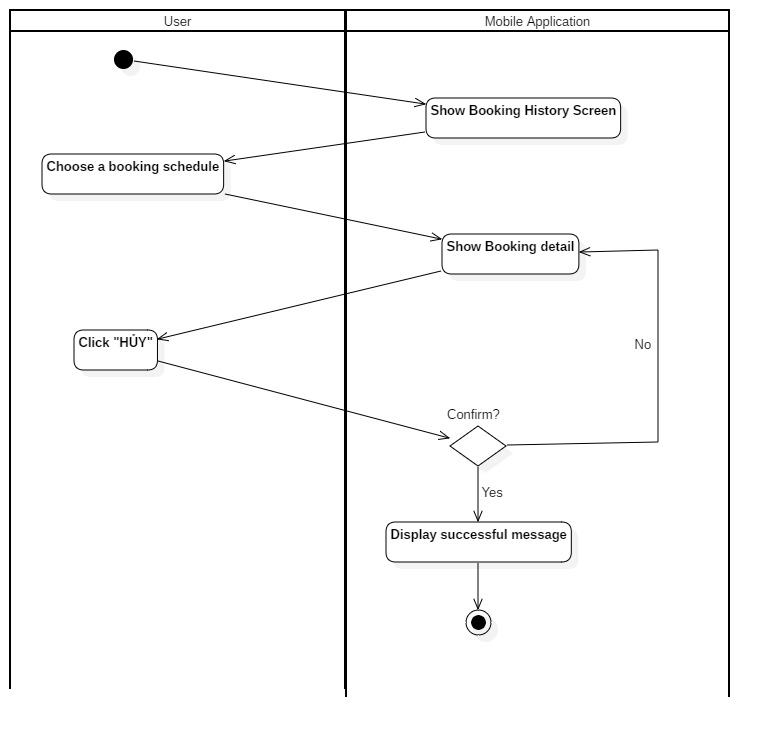 User
Mobile Application
Show Booking History Screen
Choose a booking schedule
Show Booking detail
Click "HỦY"
No
Confirm?
Yes
Display successful message